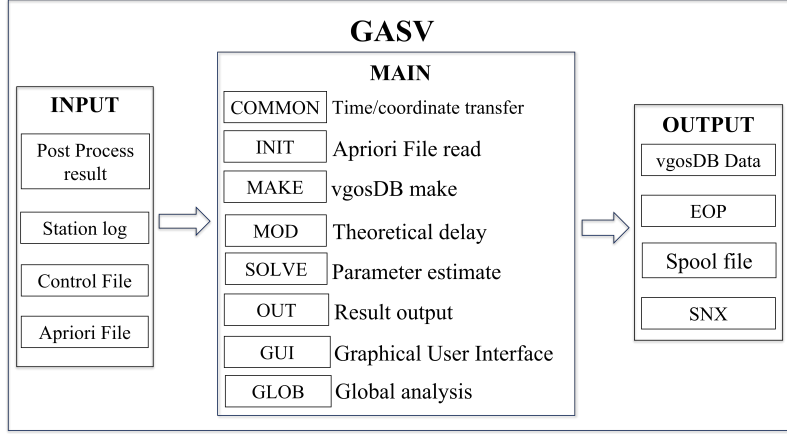 GASV
INPUT
Post Process
result
Station log
Control File
Apriori File
MAIN
COMMON Time/coordinate transfer
INIT Apriori File read
MAKE vgosDB make
MOD Theoretical delay
SOLVE Parameter estimate
OUT Result output
GUI Graphical User Interface
GLOB Global analysis
OUTPUT
vgosDB Data
EOP
Spool file
SNX